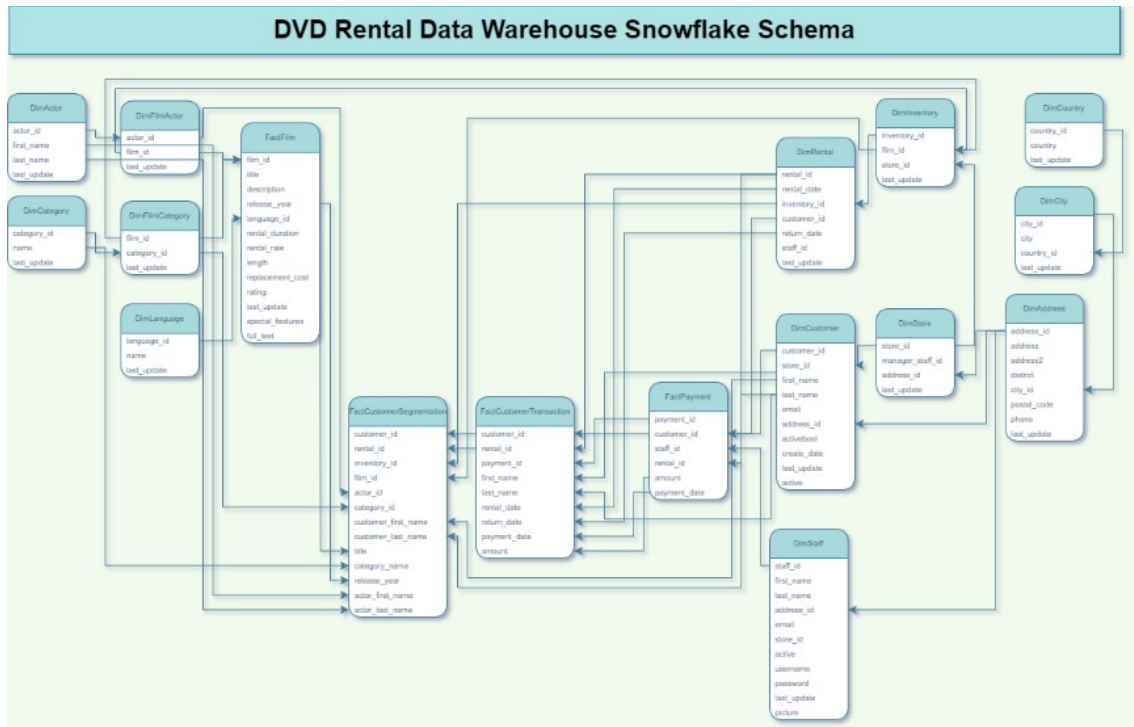 DVD Rental Data Warehouse Snowflake Schema
DimActor
actor_id
first_name
last_name
last_update
DimFilmActor
actor_id
film_id
last_update
FactFilm
film_id
title
description
release_year
language_id
rental_duration
rental_rate
length
replacement_cost
rating
last_update
special_features
full_text
DimCategory
category_id
name
last_update
DimFilmCategory
film_id
category_id
last_update
DimLanguage
language_id
name
last_update
FactCustomerSegmentation
customer_id
rental_id
inventory_id
film_id
actor_id
category_id
customer_first_name
customer_last_name
title
category_name
release_year
actor_first_name
actor_last_name
FactCustomerTransaction
customer_id
rental_id
payment_id
first_name
last_name
rental_date
return_date
payment_date
amount
FactPayment
payment_id
customer_id
staff_id
rental_id
amount
payment_date
DimRental
rental_id
rental_date
inventory_id
customer_id
return_date
staff_id
last_update
DimInventory
inventory_id
film_id
store_id
last_update
DimCountry
country_id
country
last_update
DimCity
city_id
city
country_id
last_update
DimCustomer
customer_id
store_id
first_name
last_name
email
address_id
activebool
create_date
last_update
active
DimStore
store_id
manager_staff_id
address_id
last_update
DimAddress
address_id
address
address2
district
city_id
postal_code
phone
last_update
DimStaff
staff_id
first_name
last_name
address_id
email
store_id
active
username
password
last_update
picture